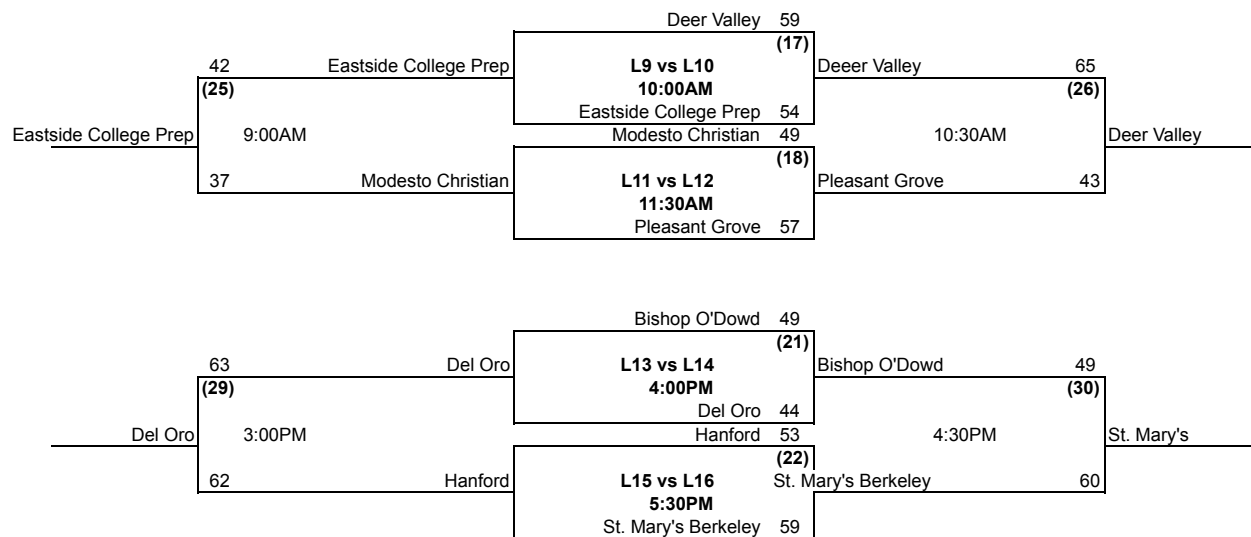 Deer Valley 59
(17)
42 Eastside College Prep L9 vs L10 Deeer Valley 65
(25) 10:00AM (26)
Eastside College Prep 54
Eastside College Prep 9:00AM Modesto Christian 49 10:30AM Deer Valley
(18)
37 Modesto Christian L11 vs L12 Pleasant Grove 43
11:30AM
Pleasant Grove 57
Bishop O'Dowd 49
(21)
63 Del Oro L13 vs L14 Bishop O'Dowd 49
(29) 4:00PM (30)
Del Oro 44
Del Oro 3:00PM Hanford 53 4:30PM St. Mary's
(22)
62 Hanford L15 vs L16 St. Mary's Berkeley 60
5:30PM
St. Mary's Berkeley 59